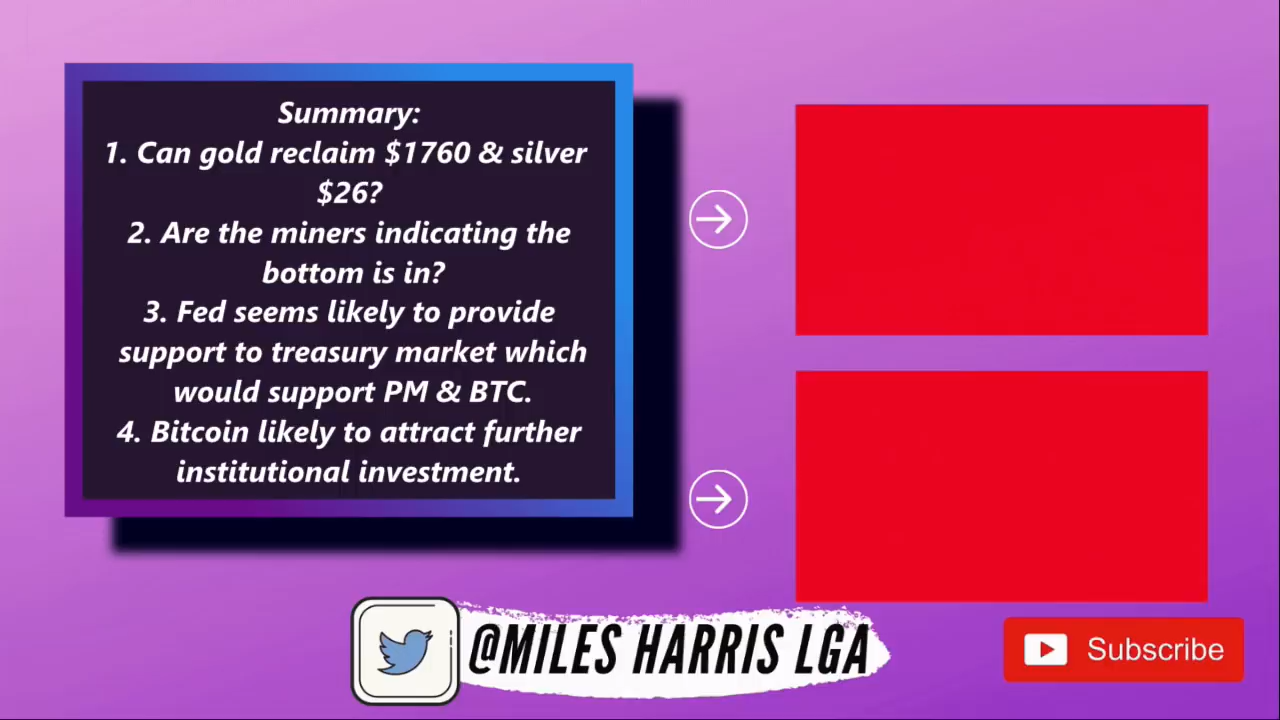 Summary:
1. Can gold reclaim $1760 & silver
$26?
2. Are the miners indicating the
bottom is in?
3. Fed seems likely to provide
support to treasury market which
would support PM & BTC.
4. Bitcoin likely to attract further
institutional investment.
@MILES HARRIS LGA
Subscribe